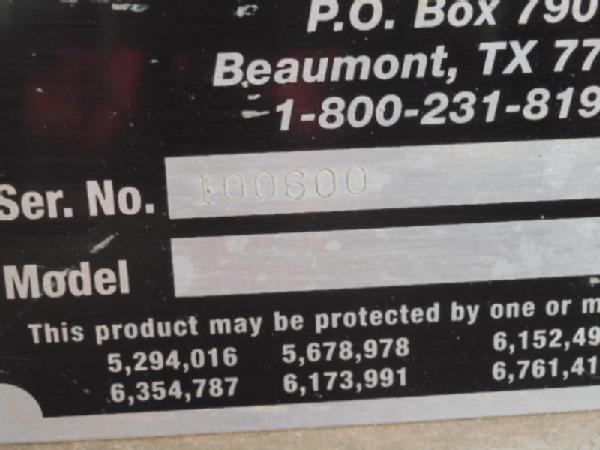 P.O. Box 790
Beaumont, TX 77
1-800-231-819
Ser. No. 100600
Model
This product may be protected by one or m
5,294,016 5,678,978 6,152,49
6,354,787 6,173,991 6,761,41